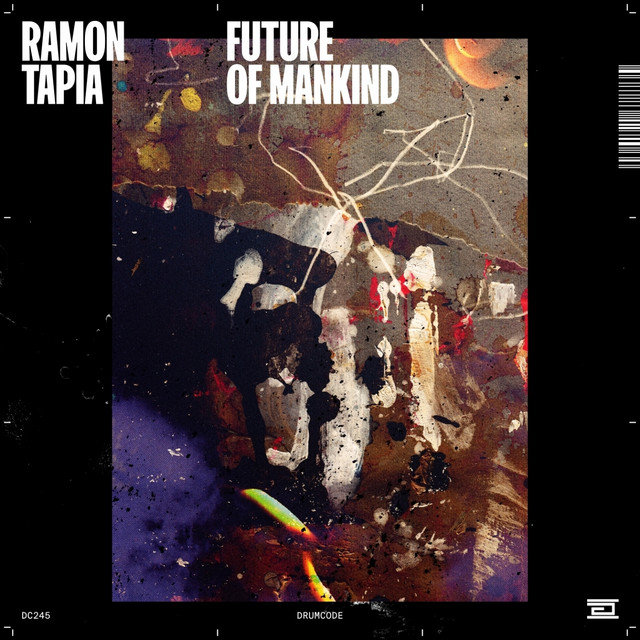 RAMON
TAPIA
FUTURE
OF MANKIND
DC245
DRUMCODE